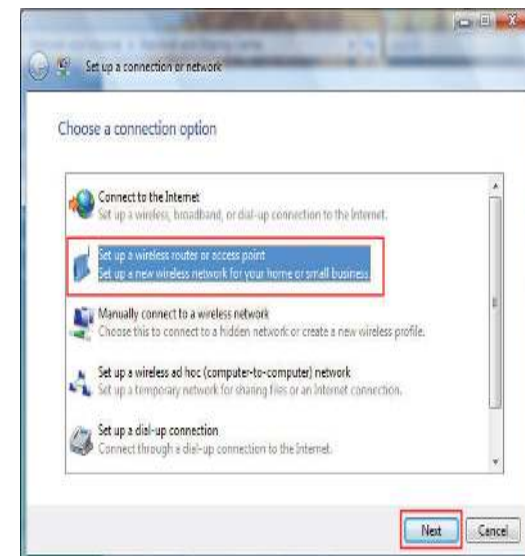 Set up a connection or network
Choose a connection option
Connect to the Internet
Set up a wireless, broadband, or dial-up connection to the Internet.
Set up a wireless router or access point
Set up a new wireless network for your home or small business.
Manually connect to a wireless network
Choose this to connect to a hidden network or create a new wireless profile.
Set up a wireless ad hoc (computer-to-computer) network
Set up a temporary network for sharing files or an Internet connection.
Set up a dial-up connection
Connect through a dial-up connection to the Internet.
Next
Cancel